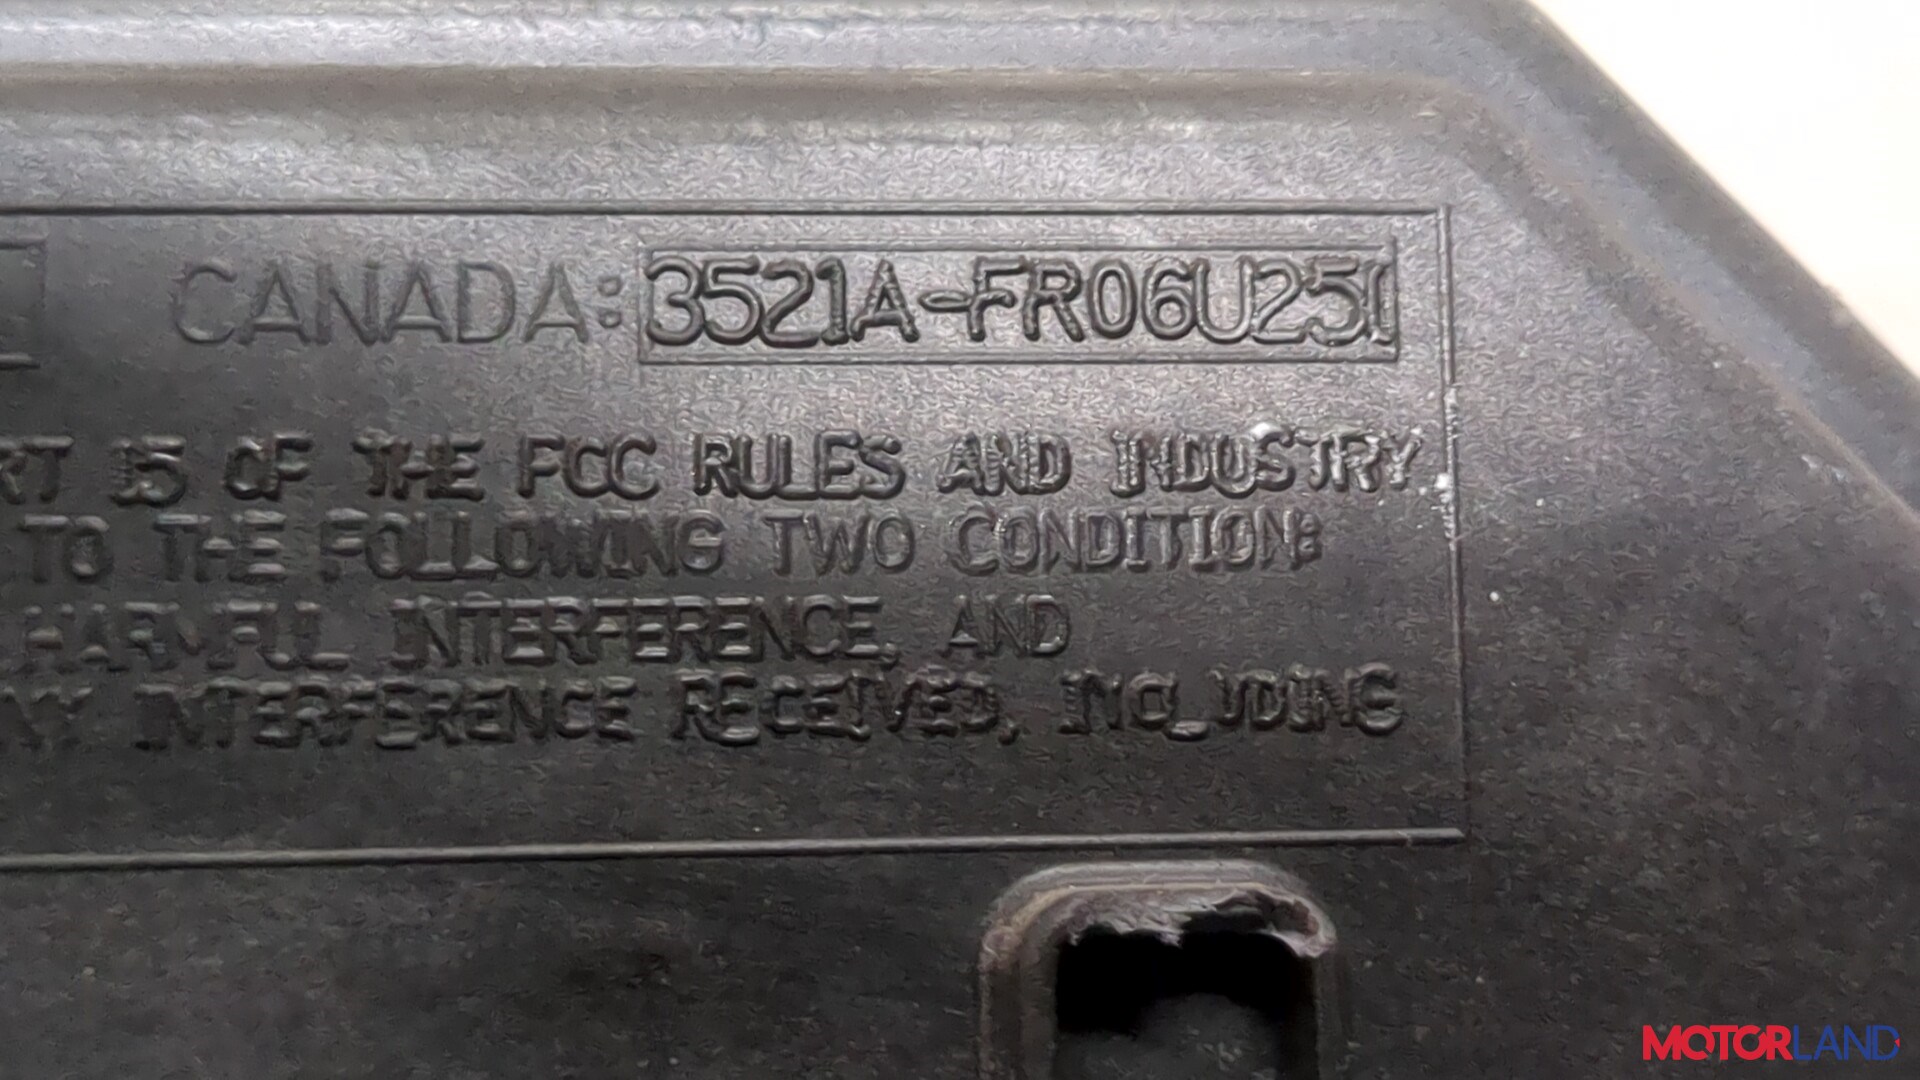 CANADA: 3521A-FR06U25I
RT 15 OF THE FCC RULES AND INDUSTRY
TO THE FOLLOWING TWO CONDITION:
HARMFUL INTERFERENCE, AND
NY INTERFERENCE RECEIVED, INCLUDING
MOTORLAND